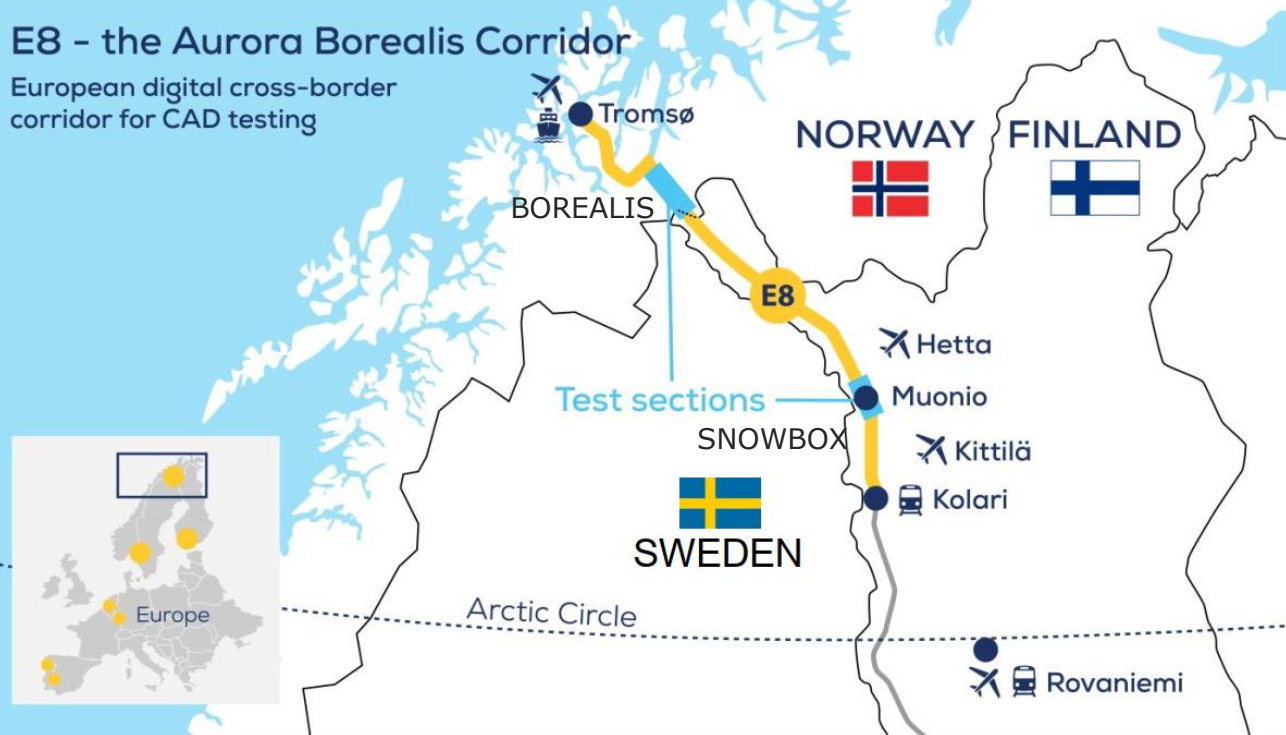 E8 - the Aurora Borealis Corridor
European digital cross-border
corridor for CAD testing
Tromsø
NORWAY
FINLAND
BOREALIS
E8
Hetta
Test sections
Muonio
SNOWBOX
Kittilä
Kolari
SWEDEN
Arctic Circle
Europe
Rovaniemi